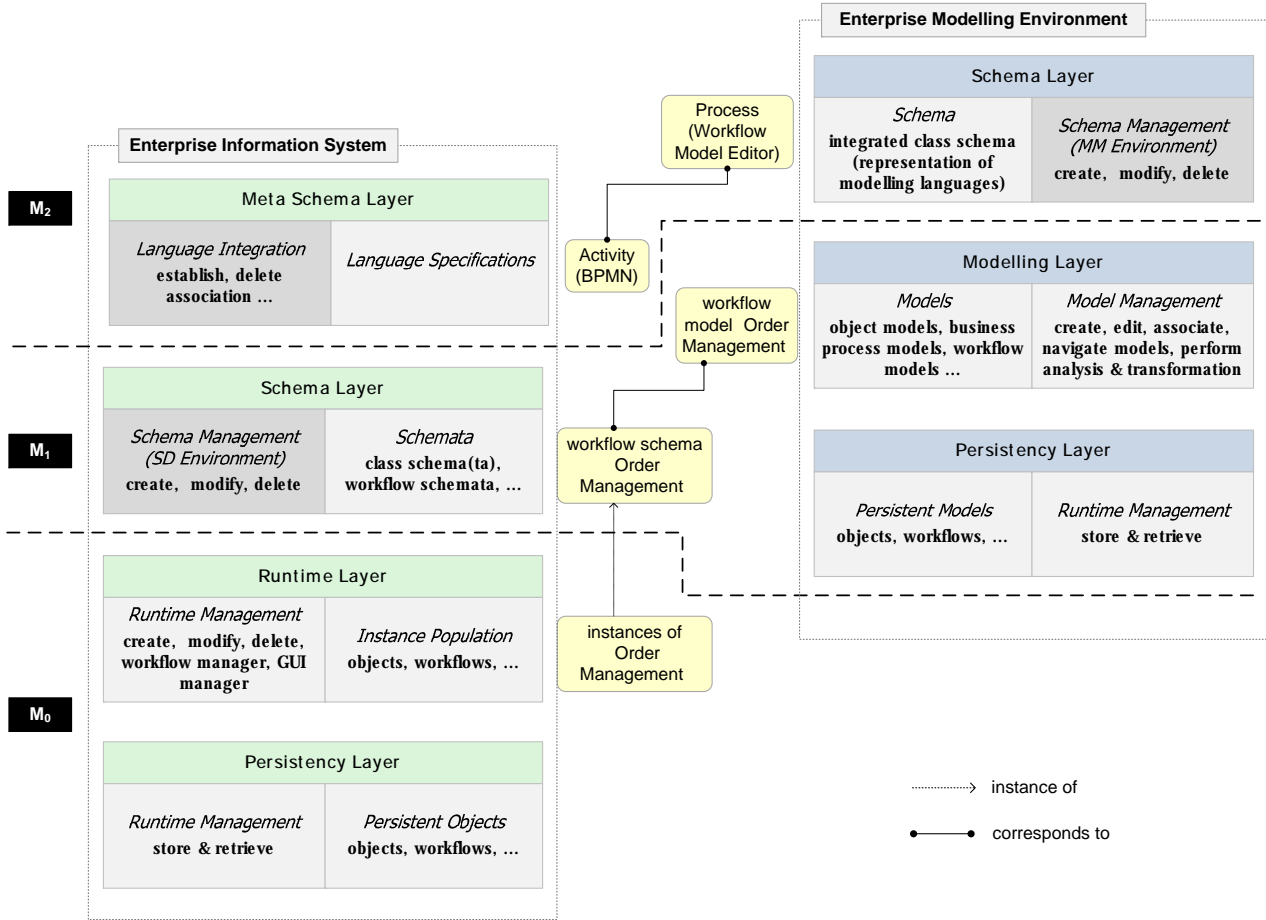 Enterprise Modelling Environment
Schema Layer
Schema
integrated class schema
(representation of
modelling languages)
Schema Management
(MM Environment)
create, modify, delete
Process
(Workflow
Model Editor)
Enterprise Information System
M2
Meta Schema Layer
Language Integration
establish, delete
association …
Language Specifications
Activity
(BPMN)
Modelling Layer
Models
object models, business
process models, workflow
models …
Model Management
create, edit, associate,
navigate models, perform
analysis & transformation
workflow
model Order
Management
Schema Layer
M1
Schema Management
(SD Environment)
create, modify, delete
Schemata
class schema(ta),
workflow schemata, …
workflow schema
Order
Management
Persistency Layer
Persistent Models
objects, workflows, …
Runtime Management
store & retrieve
Runtime Layer
Runtime Management
create, modify, delete,
workflow manager, GUI
manager
Instance Population
objects, workflows, …
instances of
Order
Management
M0
Persistency Layer
Runtime Management
store & retrieve
Persistent Objects
objects, workflows, …
instance of
corresponds to